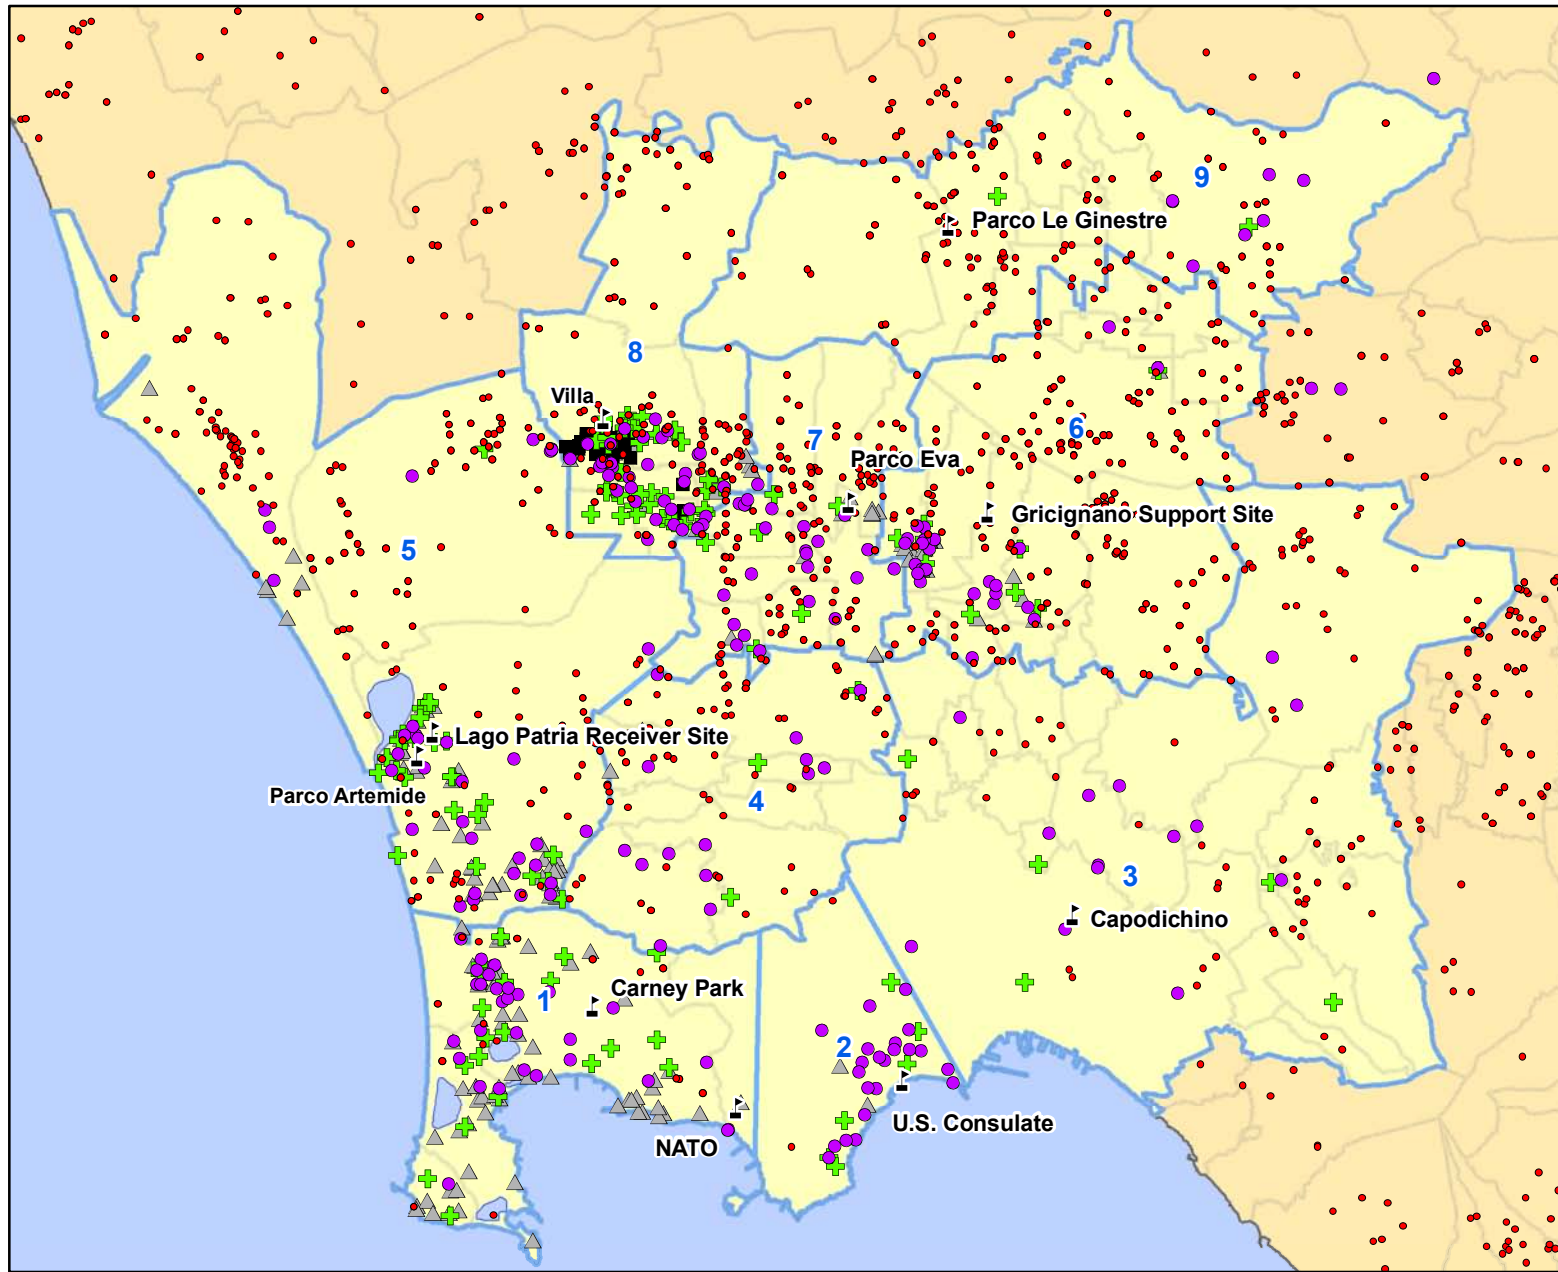 9
Parco Le Ginestre
8
Villa
7
6
Parco Eva
Gricignano Support Site
5
Lago Patria Receiver Site
Parco Artemide
4
3
Capodichino
Carney Park
1
2
U.S. Consulate
NATO